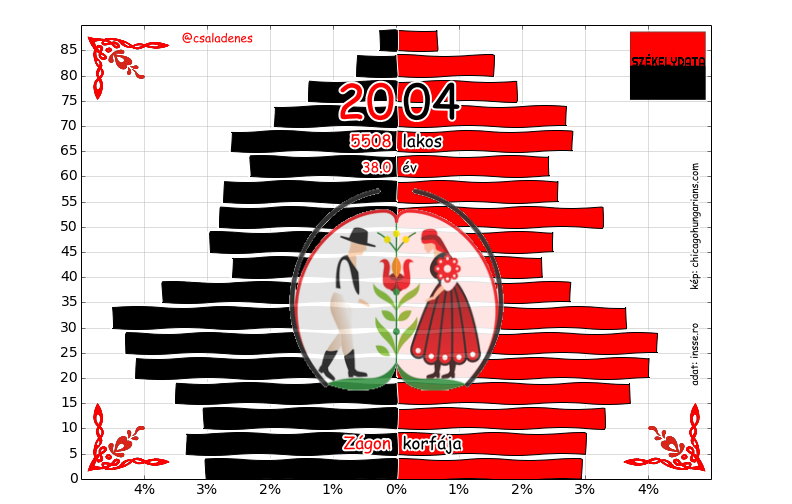 @csaladenes
SZÉKELYDATA
2004
5508 lakos
38.0 év
kép: chicagohungarians.com
adat: insse.ro
Zágon korfája
85
80
75
70
65
60
55
50
45
40
35
30
25
20
15
10
5
0
4% 3% 2% 1% 0% 1% 2% 3% 4%